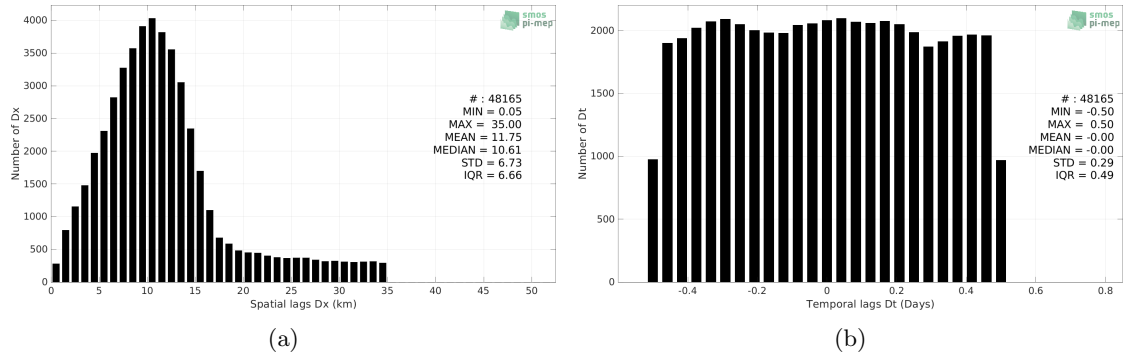 4000
3500
3000
2500
2000
1500
1000
500
0
Number of Dx
smos
pi-mep
# : 48165
MIN = 0.05
MAX = 35.00
MEAN = 11.75
MEDIAN = 10.61
STD = 6.73
IQR = 6.66
0 5 10 15 20 25 30 35 40 45 50
Spatial lags Dx (km)
(a)
2000
1500
1000
500
0
Number of Dt
smos
pi-mep
# : 48165
MIN = -0.50
MAX = 0.50
MEAN = -0.00
MEDIAN = -0.00
STD = 0.29
IQR = 0.49
-0.4 -0.2 0 0.2 0.4 0.6 0.8
Temporal lags Dt (Days)
(b)